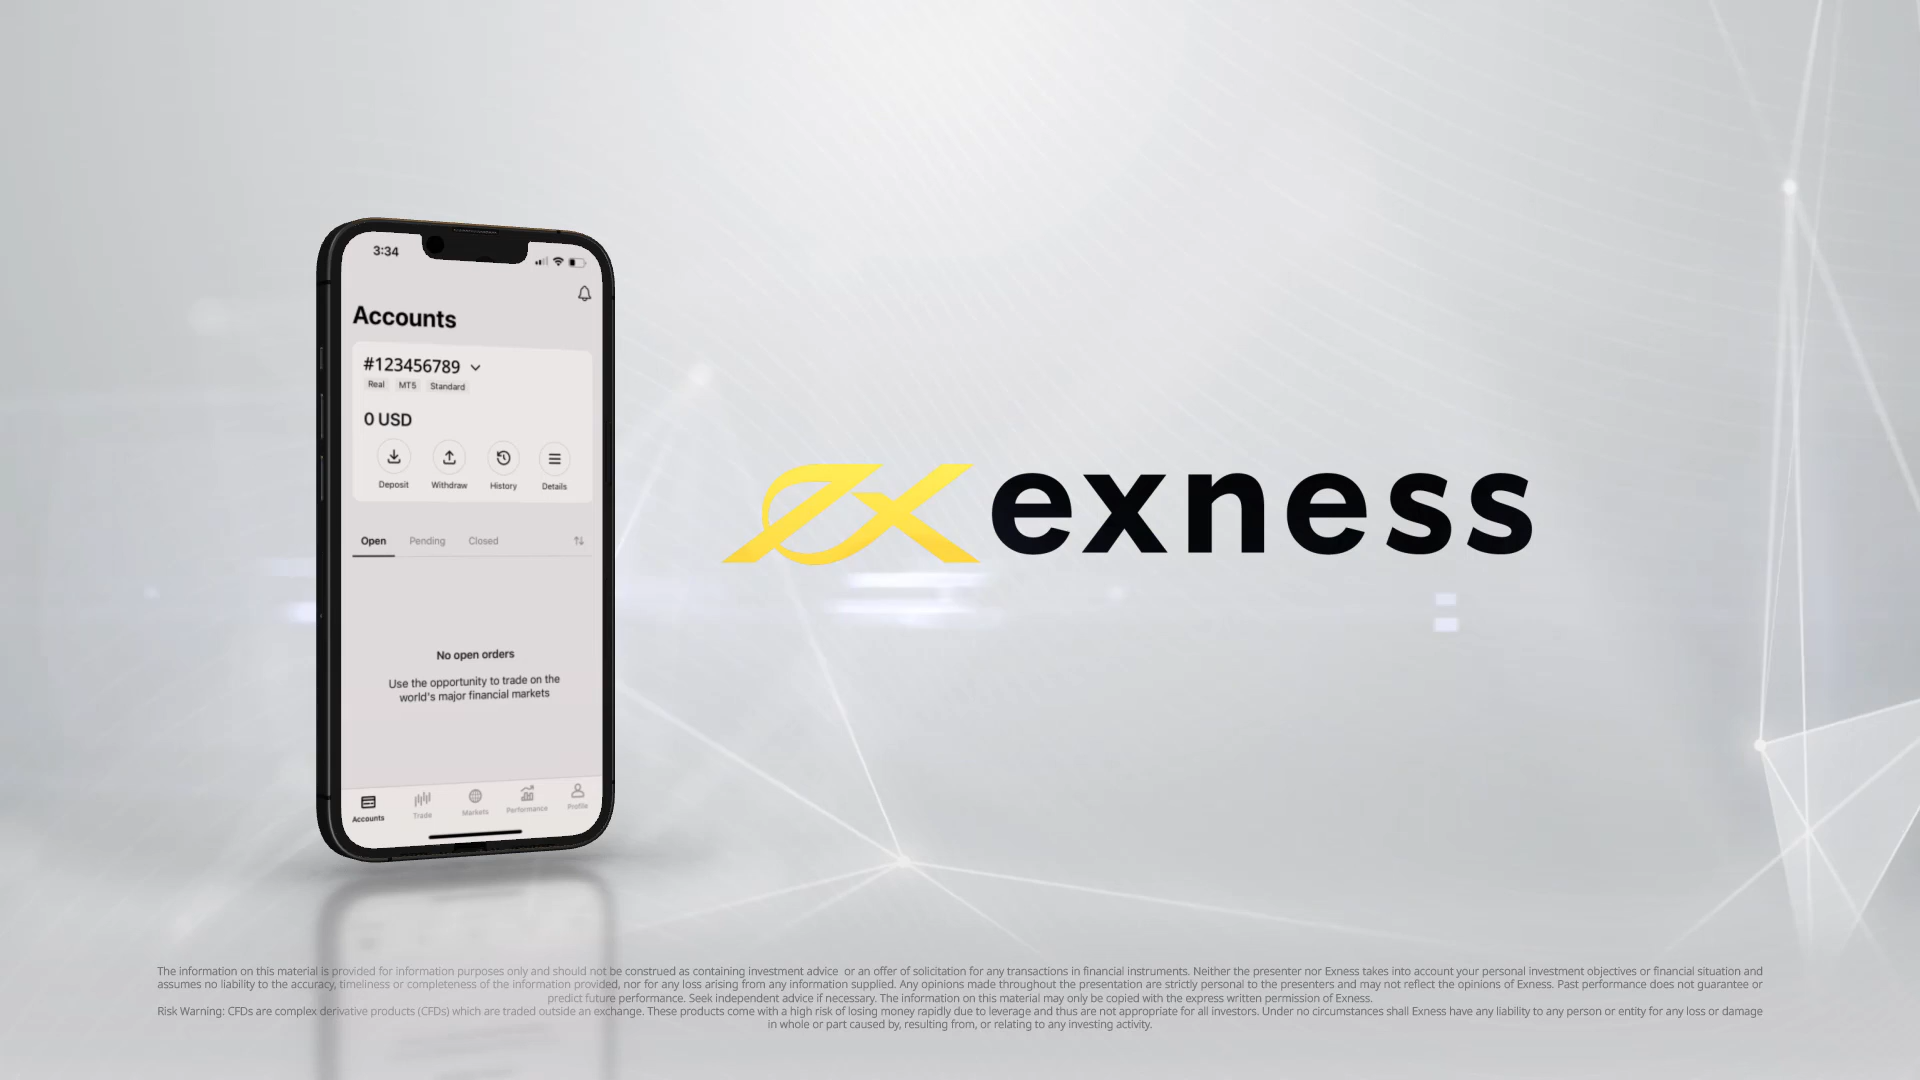 3:34
Accounts
#123456789
Real MT5 Standard
0 USD
Deposit Withdraw History Details
Open Pending Closed
No open orders
Use the opportunity to trade on the
world's major financial markets
Accounts Trade Markets Performance Profile
exness
The information on this material is provided for information purposes only and should not be construed as containing investment advice or an offer of solicitation for any transactions in financial instruments. Neither the presenter nor Exness takes into account your personal investment objectives or financial situation and
assumes no liability to the accuracy, timeliness or completeness of the information provided, nor for any loss arising from any information supplied. Any opinions made throughout the presentation are strictly personal to the presenters and may not reflect the opinions of Exness. Past performance does not guarantee or
predict future performance. Seek independent advice if necessary. The information on this material may only be copied with the express written permission of Exness.
Risk Warning: CFDs are complex derivative products (CFDs) which are traded outside an exchange. These products come with a high risk of losing money rapidly due to leverage and thus are not appropriate for all investors. Under no circumstances shall Exness have any liability to any person or entity for any loss or damage
in whole or part caused by, resulting from, or relating to any investing activity.